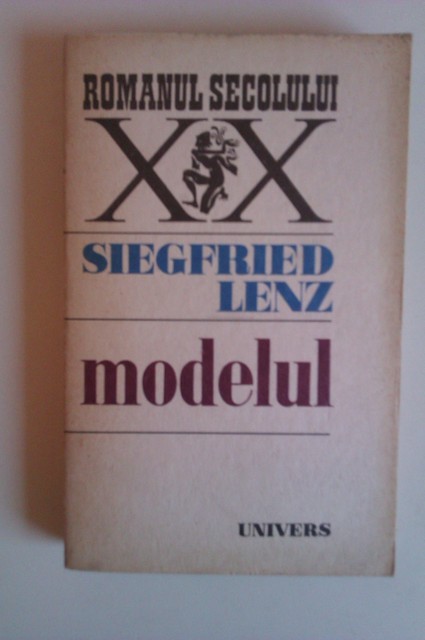 ROMANUL SECOLULUI
XX
SIEGFRIED
LENZ
modelul
UNIVERS